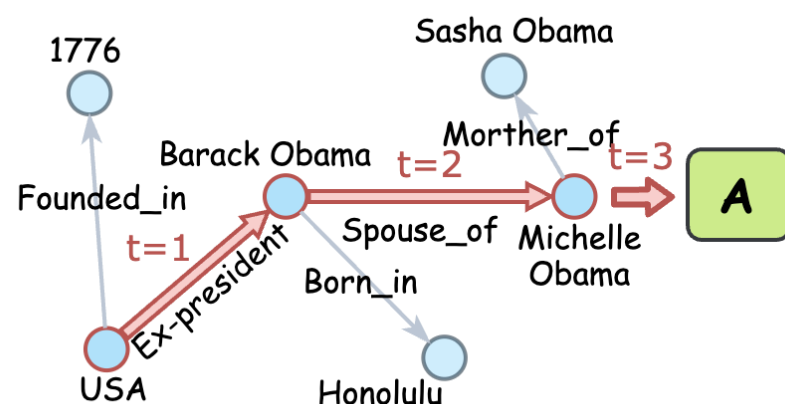 Sasha Obama
1776
Morther_of
Barack Obama
t=2
t=3
A
Founded_in
t=1
Spouse_of
Michelle
Obama
Ex-president
Born_in
USA
Honolulu